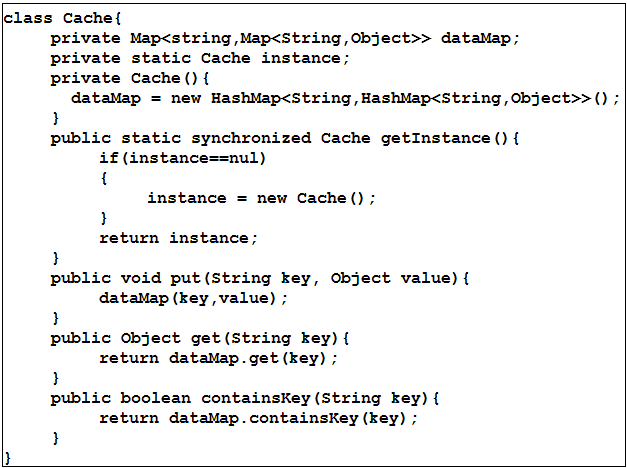 class Cache{
private Map<string,Map<String,Object>> dataMap;
private static Cache instance;
private Cache(){
dataMap = new HashMap<String,HashMap<String,Object>>();
}
public static synchronized Cache getInstance(){
if(instance==nul)
{
instance = new Cache();
}
return instance;
}
public void put(String key, Object value){
dataMap(key,value);
}
public Object get(String key){
return dataMap.get(key);
}
public boolean containsKey(String key){
return dataMap.containsKey(key);
}
}